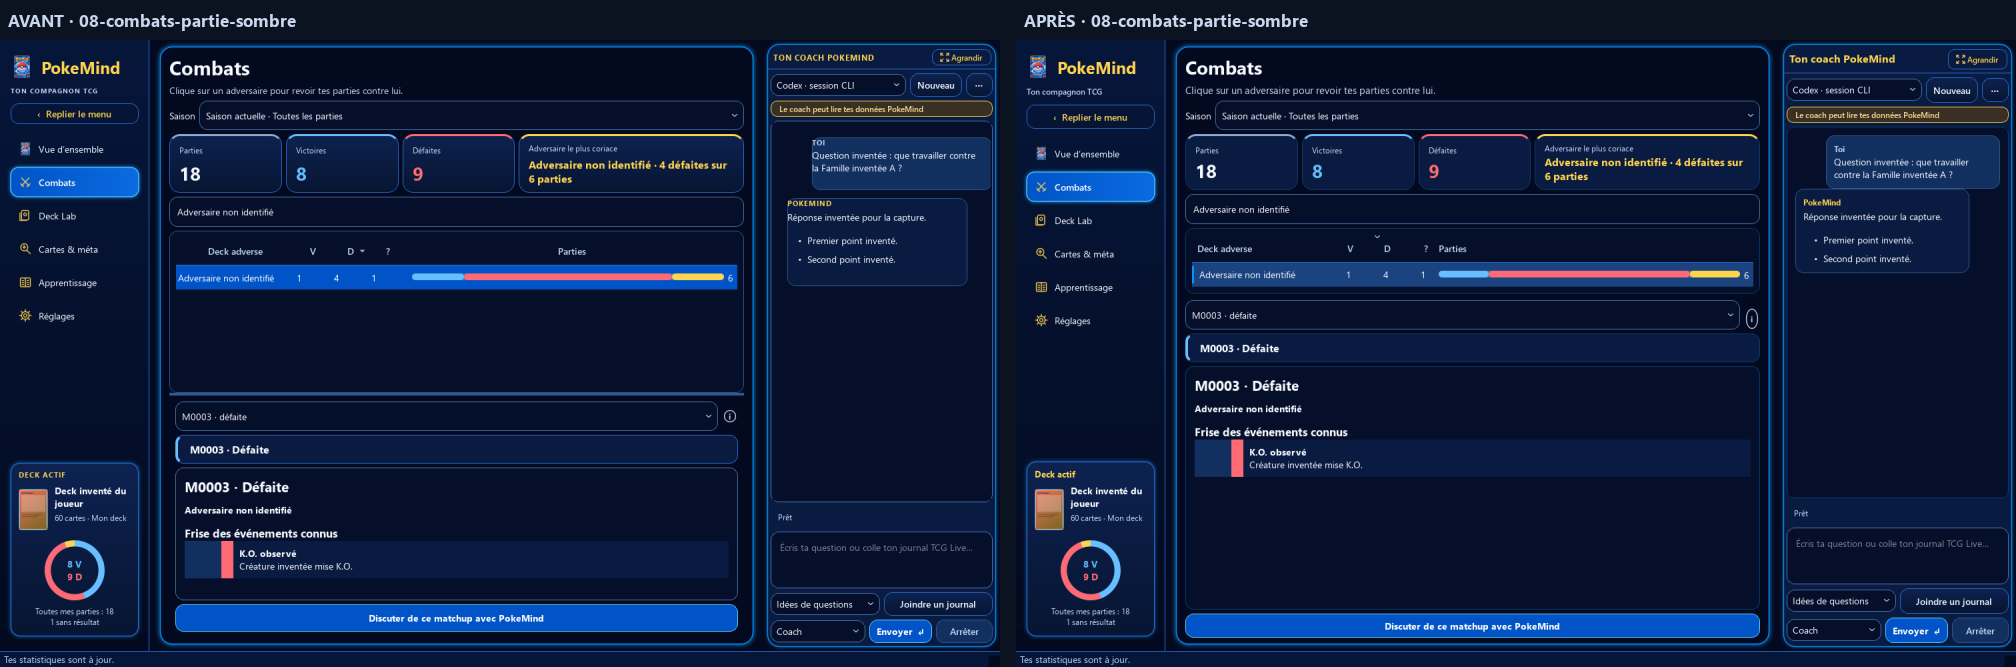 AVANT · 08-combats-partie-sombre
PokeMind
TON COMPAGNON TCG
‹ Replier le menu
Vue d'ensemble
Combats
Deck Lab
Cartes & méta
Apprentissage
Réglages
DECK ACTIF
Deck inventé du
joueur
60 cartes · Mon deck
8 V
9 D
Toutes mes parties : 18
1 sans résultat
Combats
Clique sur un adversaire pour revoir tes parties contre lui.
Saison
Saison actuelle · Toutes les parties
Parties
18
Victoires
8
Défaites
9
Adversaire le plus coriace
Adversaire non identifié · 4 défaites sur
6 parties
Adversaire non identifié
Deck adverse V D ? Parties
Adversaire non identifié 1 4 1 6
M0003 · défaite
M0003 · Défaite
M0003 · Défaite
Adversaire non identifié
Frise des événements connus
K.O. observé
Créature inventée mise K.O.
Discuter de ce matchup avec PokeMind
TON COACH POKEMIND
Agrandir
Codex · session CLI
Nouveau
...
Le coach peut lire tes données PokeMind
TOI
Question inventée : que travailler contre
la Famille inventée A ?
POKEMIND
Réponse inventée pour la capture.
• Premier point inventé.
• Second point inventé.
Prêt
Écris ta question ou colle ton journal TCG Live...
Idées de questions
Joindre un journal
Coach
Envoyer ↲
Arrêter
Tes statistiques sont à jour.
APRÈS · 08-combats-partie-sombre
PokeMind
Ton compagnon TCG
‹ Replier le menu
Vue d'ensemble
Combats
Deck Lab
Cartes & méta
Apprentissage
Réglages
Deck actif
Deck inventé du
joueur
60 cartes · Mon deck
8 V
9 D
Toutes mes parties : 18
1 sans résultat
Combats
Clique sur un adversaire pour revoir tes parties contre lui.
Saison
Saison actuelle · Toutes les parties
Parties
18
Victoires
8
Défaites
9
Adversaire le plus coriace
Adversaire non identifié · 4 défaites sur
6 parties
Adversaire non identifié
Deck adverse V D ? Parties
Adversaire non identifié 1 4 1 6
M0003 · défaite
M0003 · Défaite
M0003 · Défaite
Adversaire non identifié
Frise des événements connus
K.O. observé
Créature inventée mise K.O.
Discuter de ce matchup avec PokeMind
Ton coach PokeMind
Agrandir
Codex · session CLI
Nouveau
...
Le coach peut lire tes données PokeMind
Toi
Question inventée : que travailler
contre la Famille inventée A ?
PokeMind
Réponse inventée pour la capture.
• Premier point inventé.
• Second point inventé.
Prêt
Écris ta question ou colle ton journal TCG Live...
Idées de questions
Joindre un journal
Coach
Envoyer ↲
Arrêter
Tes statistiques sont à jour.